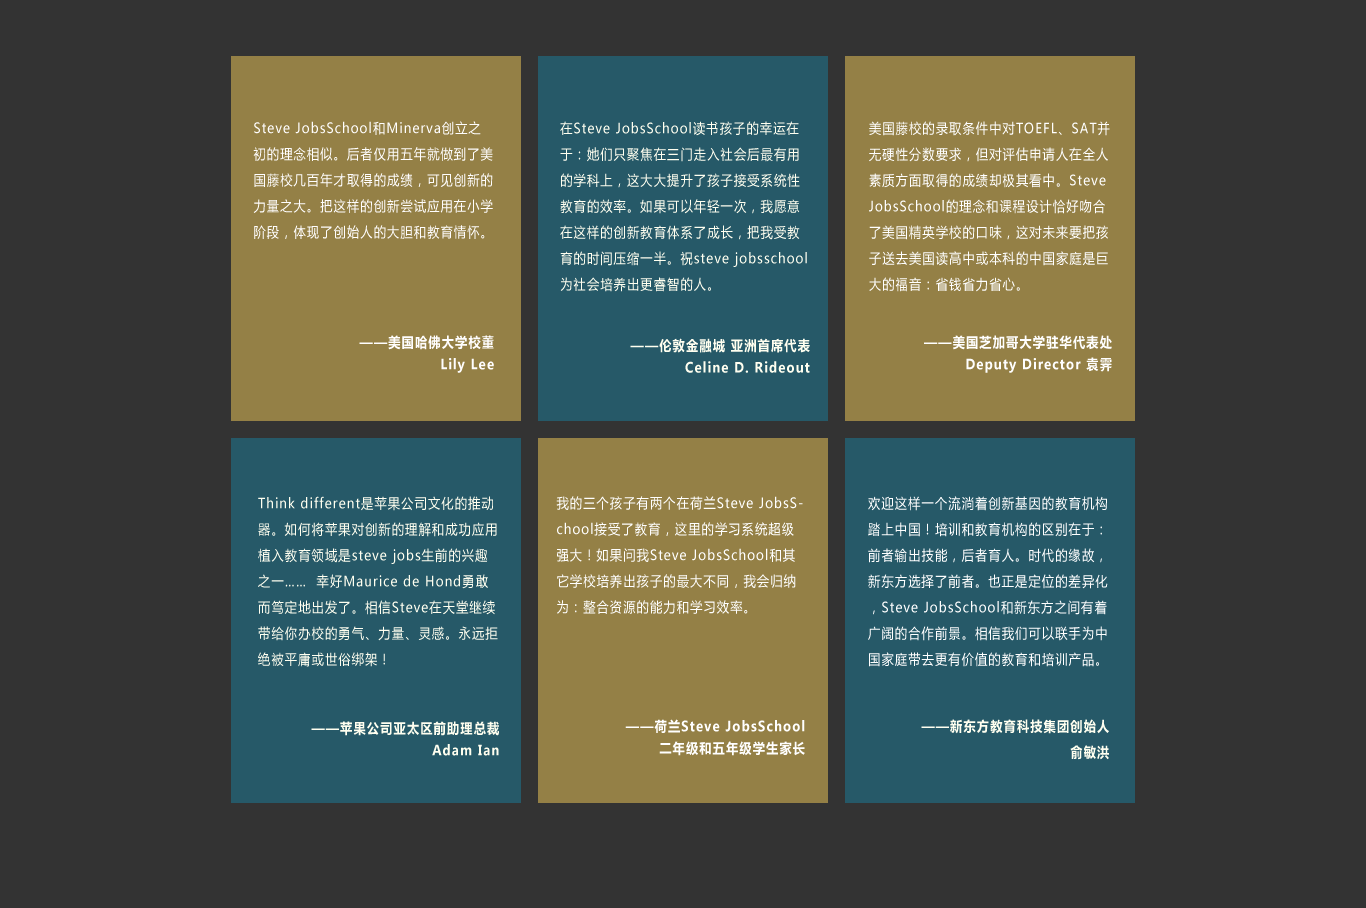 Steve JobsSchool和Minerva创立之
初的理念相似。后者仅用五年就做到了美
国藤校几百年才取得的成绩，可见创新的
力量之大。把这样的创新尝试应用在小学
阶段，体现了创始人的大胆和教育情怀。
——美国哈佛大学校董
Lily Lee
在Steve JobsSchool读书孩子的幸运在
于：她们只聚焦在三门走入社会后最有用
的学科上，这大大提升了孩子接受系统性
教育的效率。如果可以年轻一次，我愿意
在这样的创新教育体系了成长，把我受教
育的时间压缩一半。祝steve jobsschool
为社会培养出更睿智的人。
——伦敦金融城 亚洲首席代表
Celine D. Rideout
美国藤校的录取条件中对TOEFL、SAT并
无硬性分数要求，但对评估申请人在全人
素质方面取得的成绩却极其看中。Steve
JobsSchool的理念和课程设计恰好吻合
了美国精英学校的口味，这对未来要把孩
子送去美国读高中或本科的中国家庭是巨
大的福音：省钱省力省心。
——美国芝加哥大学驻华代表处
Deputy Director 袁霁
Think different是苹果公司文化的推动
器。如何将苹果对创新的理解和成功应用
植入教育领域是steve jobs生前的兴趣
之一…… 幸好Maurice de Hond勇敢
而笃定地出发了。相信Steve在天堂继续
带给你办校的勇气、力量、灵感。永远拒
绝被平庸或世俗绑架！
——苹果公司亚太区前助理总裁
Adam Ian
我的三个孩子有两个在荷兰Steve JobsS-
chool接受了教育，这里的学习系统超级
强大！如果问我Steve JobsSchool和其
它学校培养出孩子的最大不同，我会归纳
为：整合资源的能力和学习效率。
——荷兰Steve JobsSchool
二年级和五年级学生家长
欢迎这样一个流淌着创新基因的教育机构
踏上中国！培训和教育机构的区别在于：
前者输出技能，后者育人。时代的缘故，
新东方选择了前者。也正是定位的差异化
，Steve JobsSchool和新东方之间有着
广阔的合作前景。相信我们可以联手为中
国家庭带去更有价值的教育和培训产品。
——新东方教育科技集团创始人
俞敏洪